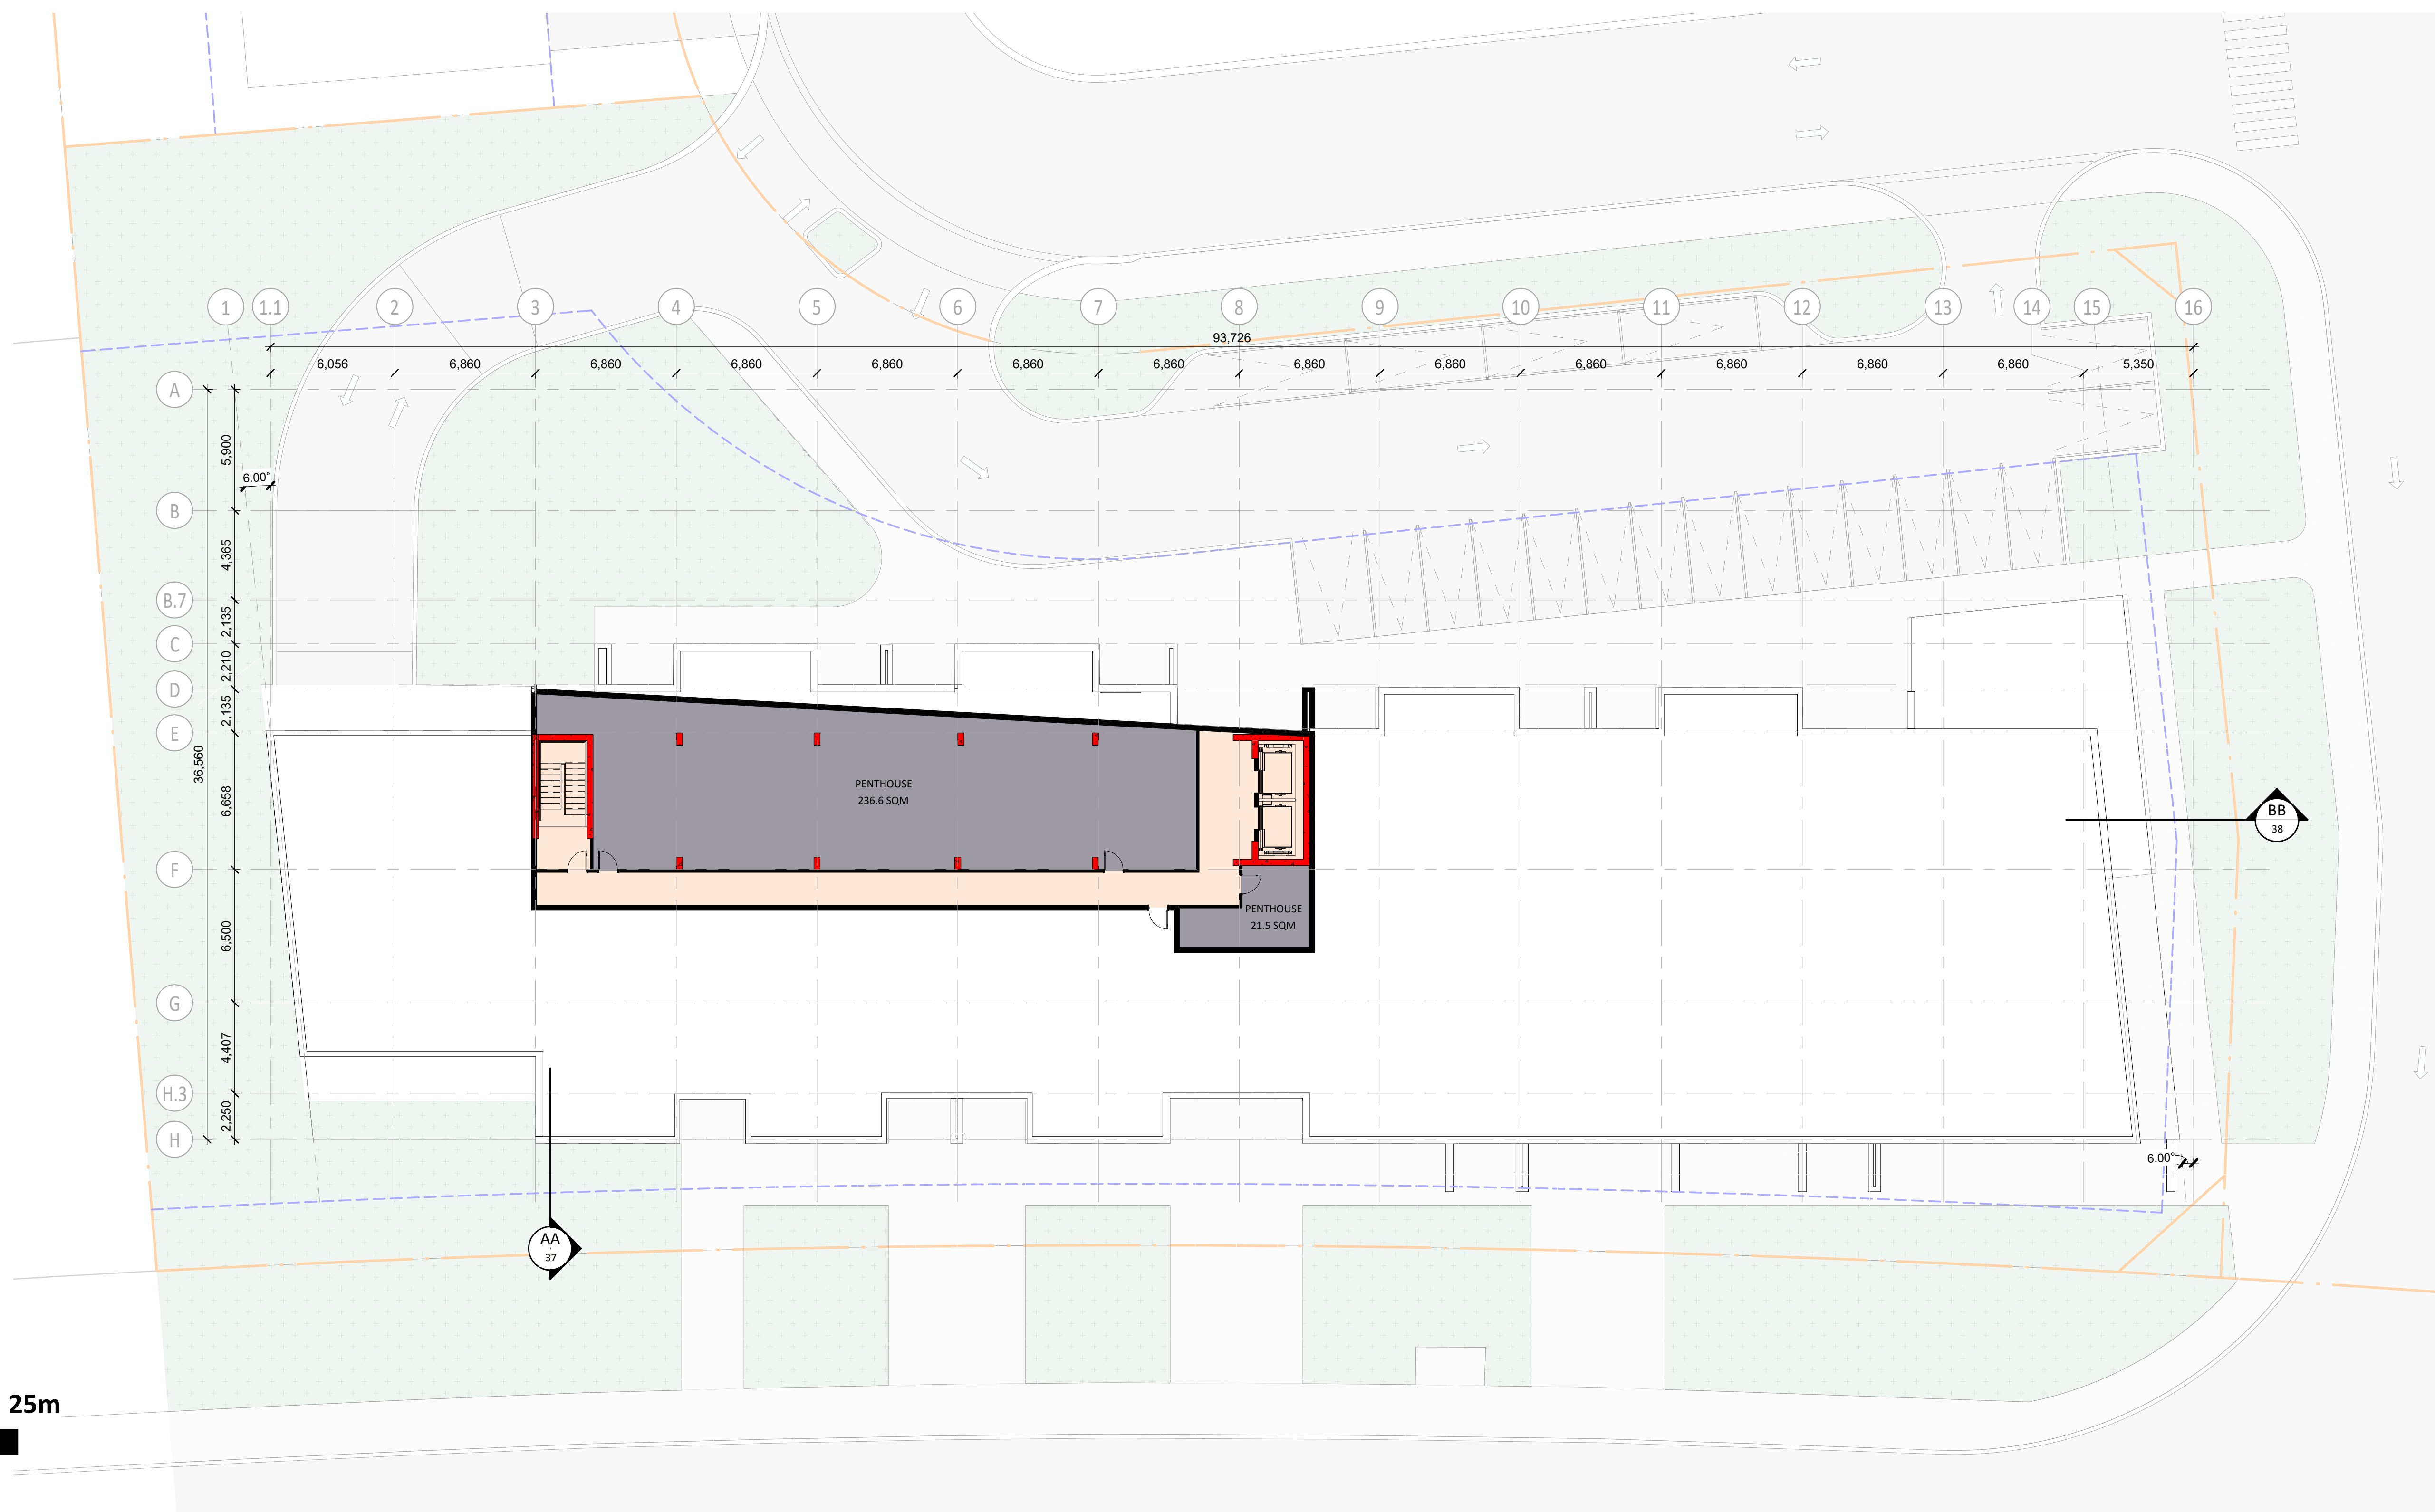 1 1.1 2 3 4 5 6 7 8 9 10 11 12 13 14 15 16
93,726
6,056 6,860 6,860 6,860 6,860 6,860 6,860 6,860 6,860 6,860 6,860 6,860 6,860 5,350
A
5,900
6.00°
B
4,365
B.7
2,135
C
2,210
D
2,135
E
36,560
PENTHOUSE
236.6 SQM
6,658
BB
38
F
PENTHOUSE
21.5 SQM
6,500
G
4,407
H.3
2,250
H
6.00°
AA
37
25m